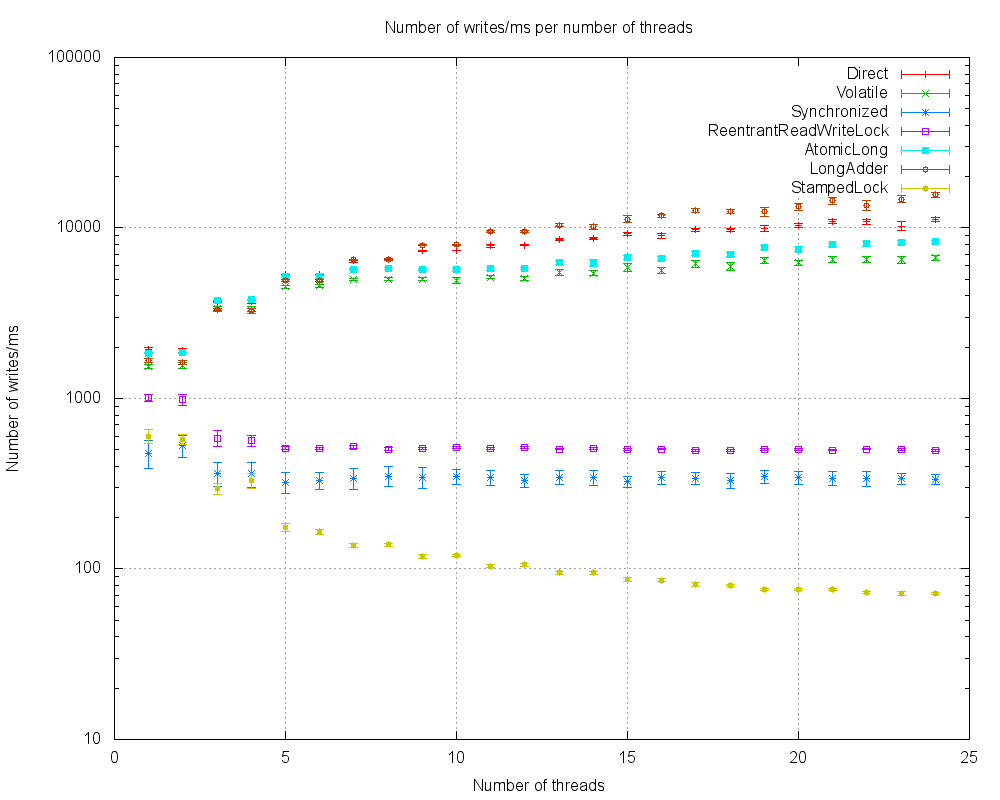 Number of writes/ms per number of threads
100000
10000
1000
100
10
Number of writes/ms
Direct
Volatile
Synchronized
ReentrantReadWriteLock
AtomicLong
LongAdder
StampedLock
0 5 10 15 20 25
Number of threads